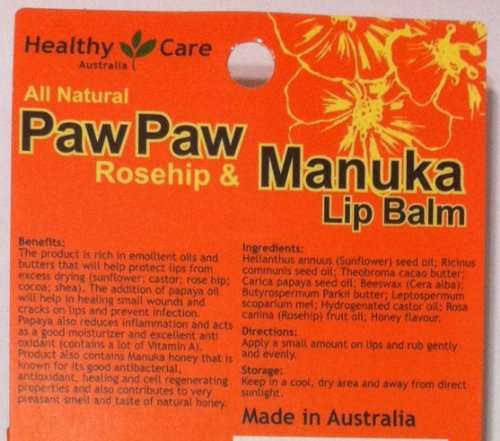 Healthy Care
Australia
All Natural
Paw Paw
Rosehip & Manuka
Lip Balm
Benefits:
The product is rich in emollient oils and
butters that will help protect lips from
excess drying (sunflower; castor; rose hip;
cocoa; shea). The addition of papaya oil
will help in healing small wounds and
cracks on lips and prevent infection.
Papaya also reduces inflammation and acts
as a good moisturizer and excellent anti
oxidant (contains a lot of Vitamin A).
Product also contains Manuka honey that is
known for its good antibacterial,
antioxidant, healing and cell regenerating
properties and also contributes to very
pleasant smell and taste of natural honey.
Ingredients:
Helianthus annuus (Sunflower) seed oil; Ricinus
communis seed oil; Theobroma cacao butter;
Carica papaya seed oil; Beeswax (Cera alba);
Butyrospermum Parkii butter; Leptospermum
scoparium mel; Hydrogenated castor oil; Rosa
canina (Rosehip) fruit oil; Honey flavour.
Directions:
Apply a small amount on lips and rub gently
and evenly.
Storage:
Keep in a cool, dry area and away from direct
sunlight.
Made in Australia